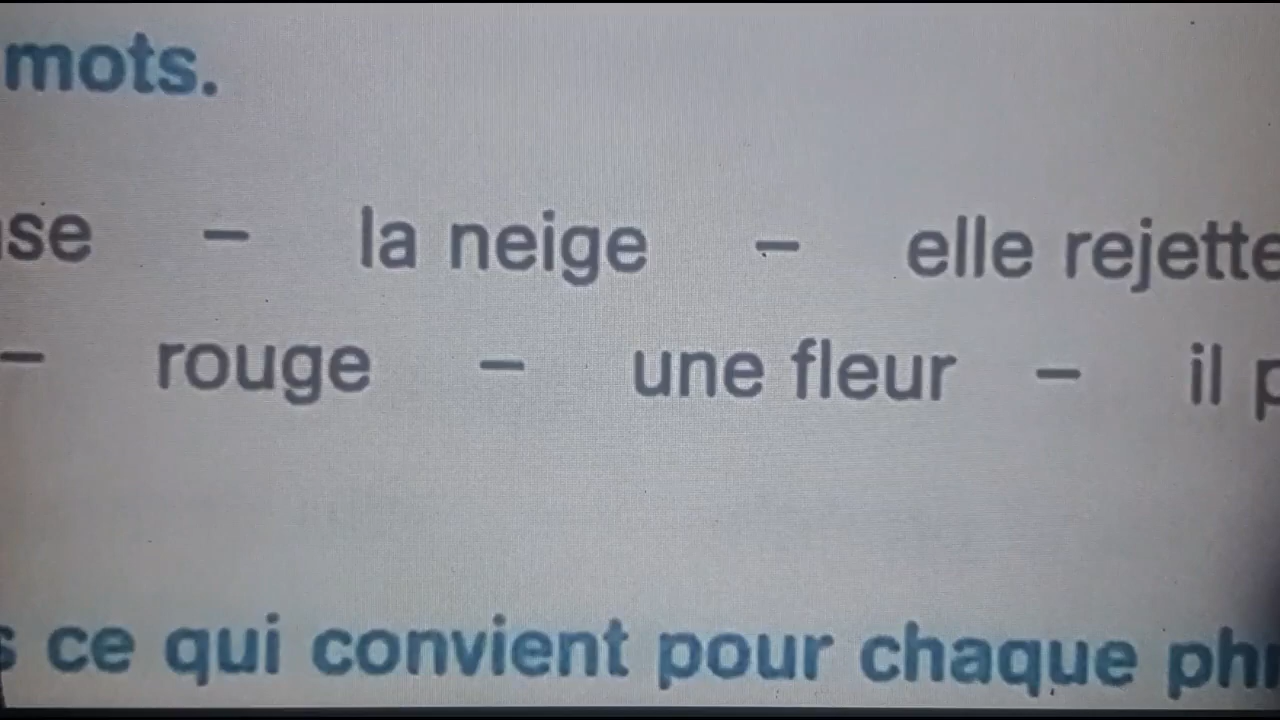 mots.
– la neige – elle rejette
– rouge – une fleur – il
ce qui convient pour chaque